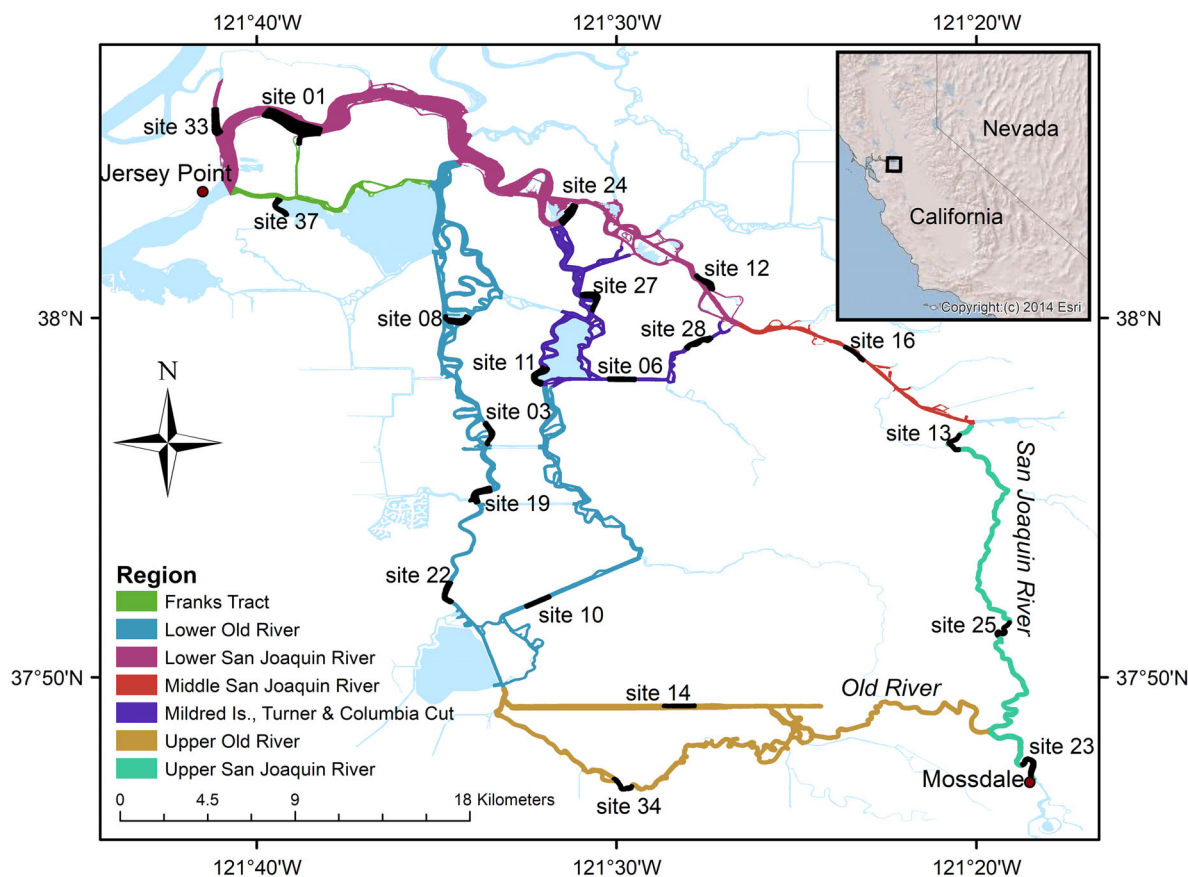 121°40'W
121°30'W
121°20'W
site 01
site 33
Jersey Point
site 37
site 24
site 12
site 27
site 08
site 28
site 16
site 11
site 06
site 03
site 13
site 19
site 22
site 10
site 25
site 14
site 23
site 34
Nevada
California
Copyright:(c) 2014 Esri
38°N
38°N
N
San Joaquin River
Old River
Mossdale
37°50'N
37°50'N
Region
Franks Tract
Lower Old River
Lower San Joaquin River
Middle San Joaquin River
Mildred Is., Turner & Columbia Cut
Upper Old River
Upper San Joaquin River
0 4.5 9 18 Kilometers
121°40'W
121°30'W
121°20'W